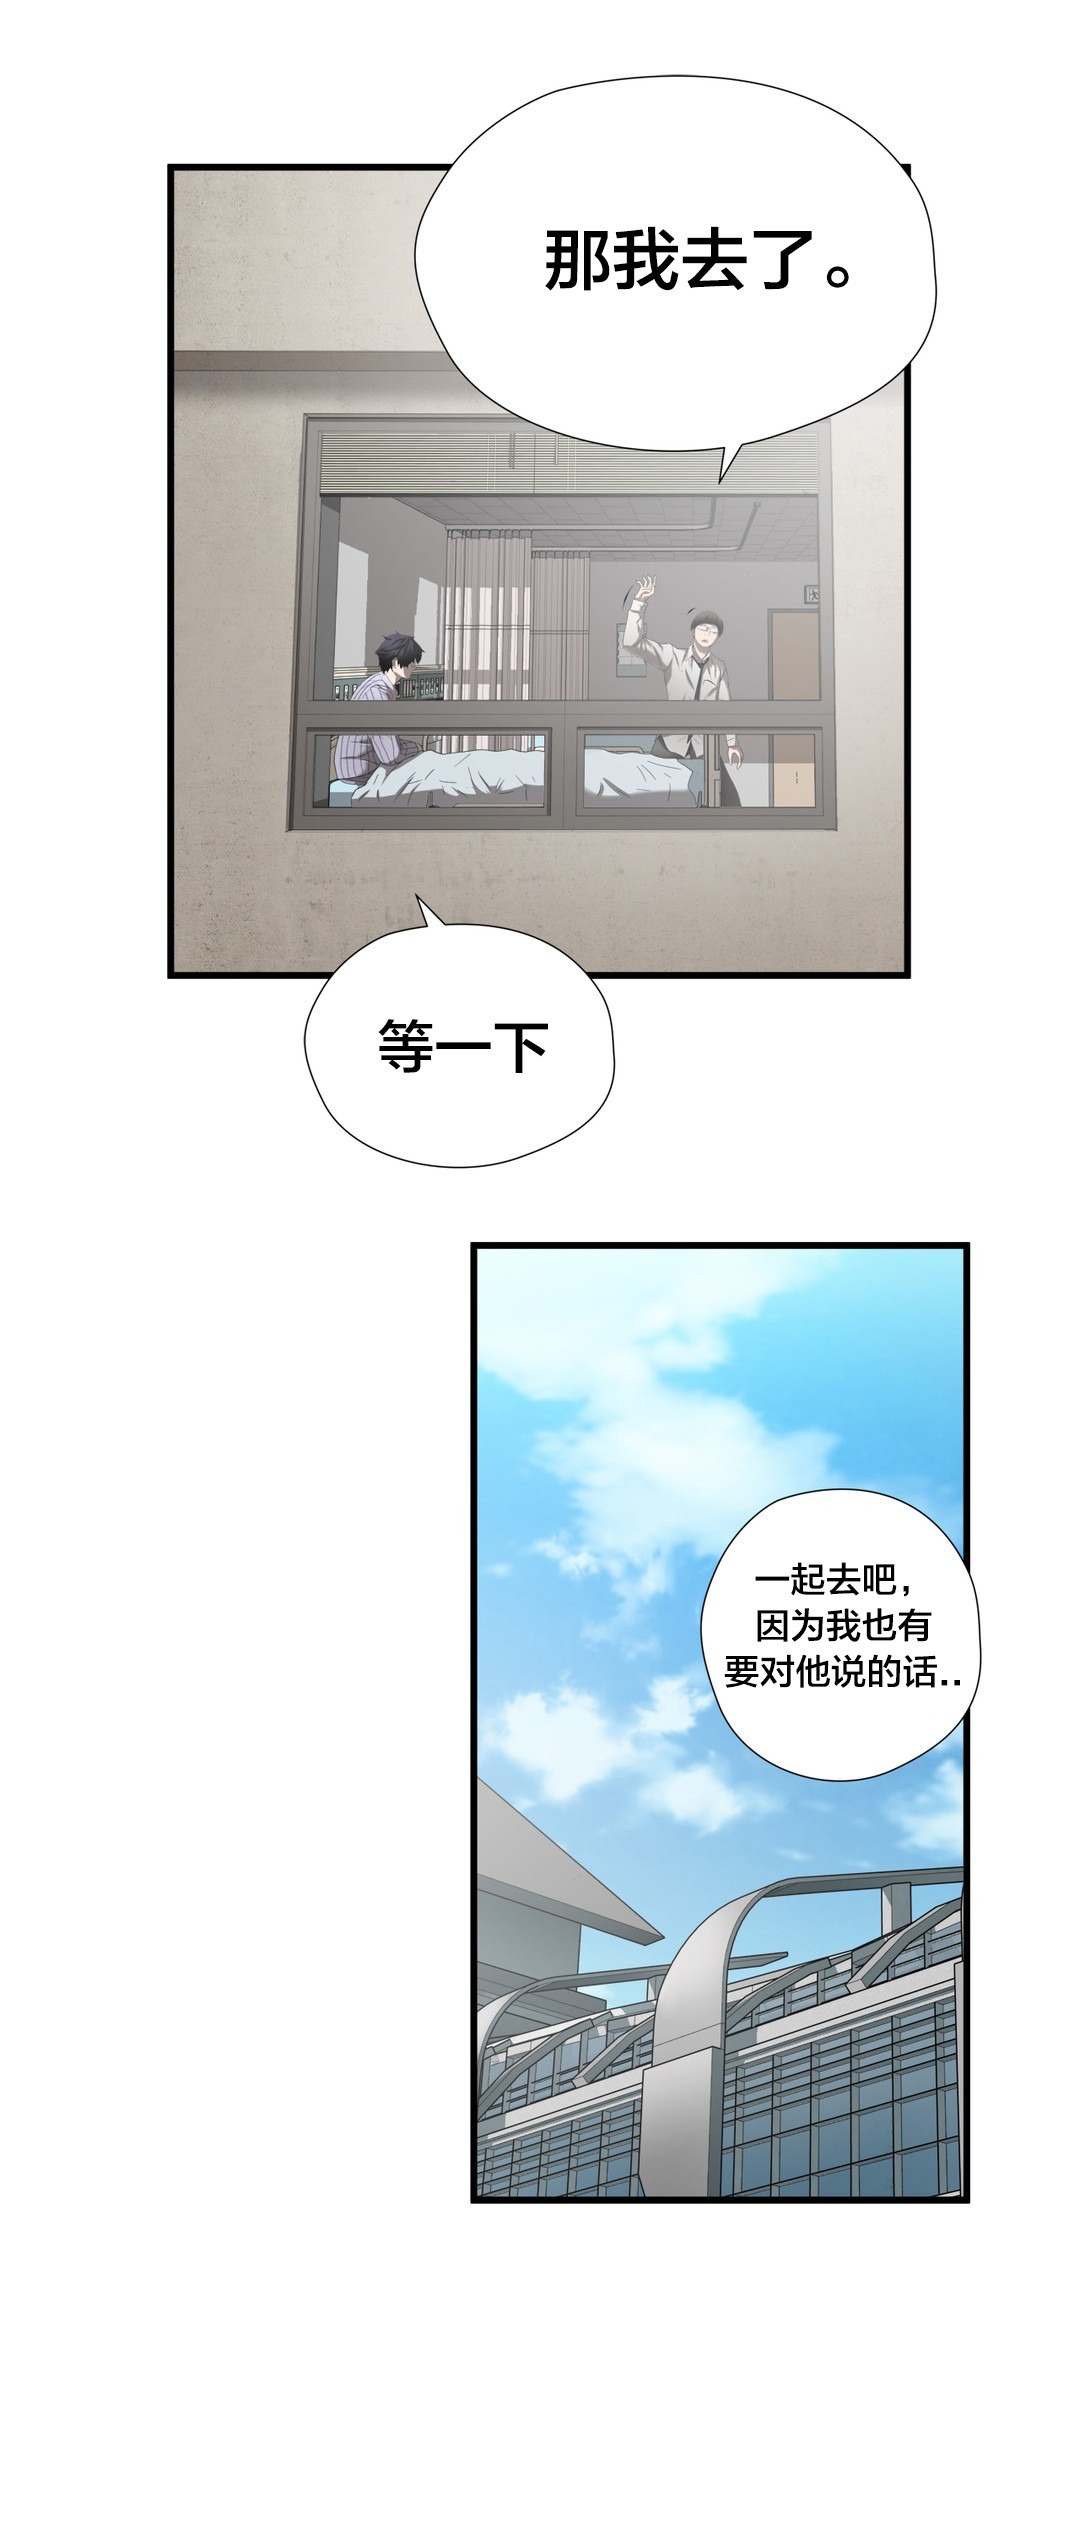 那我去了。
等一下
一起去吧，
因为我也有
要对他说的话..